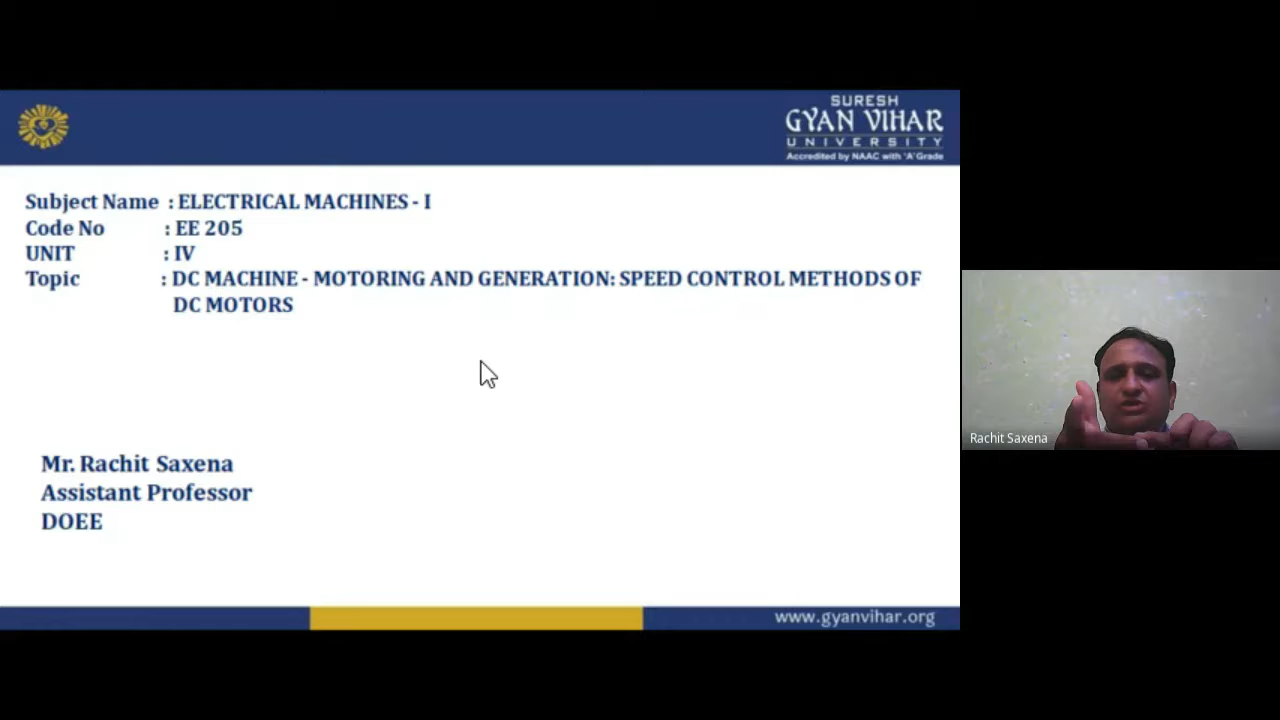 SURESH
GYAN VIHAR
UNIVERSITY
Accredited by NAAC with 'A' Grade
Subject Name : ELECTRICAL MACHINES - I
Code No : EE 205
UNIT : IV
Topic : DC MACHINE - MOTORING AND GENERATION: SPEED CONTROL METHODS OF
DC MOTORS
Mr. Rachit Saxena
Assistant Professor
DOEE
www.gyanvihar.org
Rachit Saxena